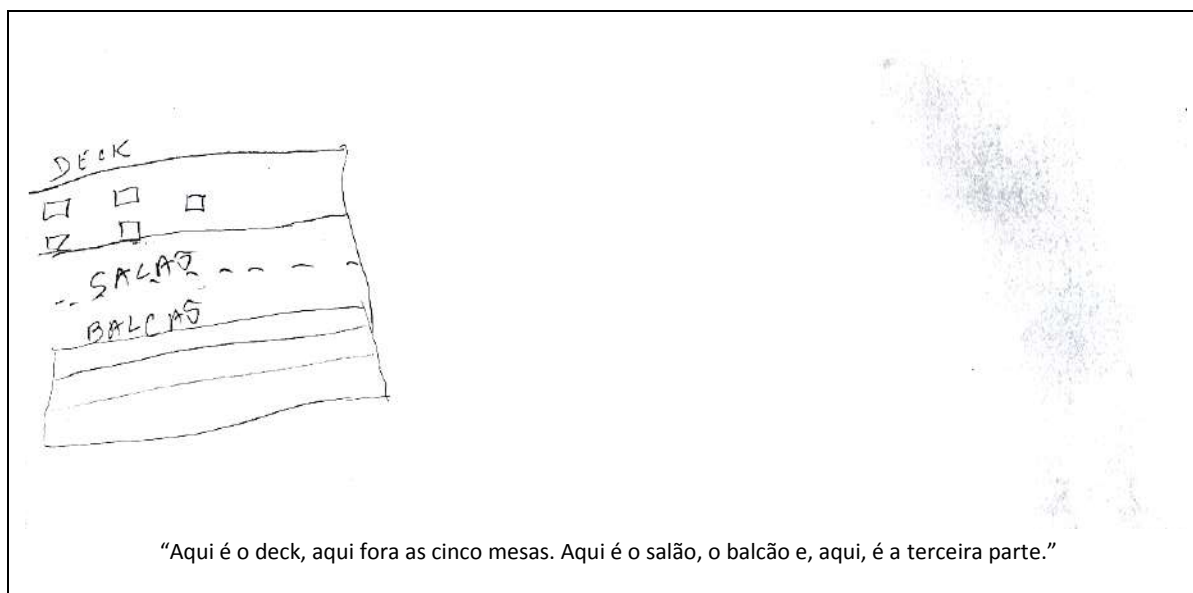 DECK
SALÃO
BALCÃO
“Aqui é o deck, aqui fora as cinco mesas. Aqui é o salão, o balcão e, aqui, é a terceira parte.”